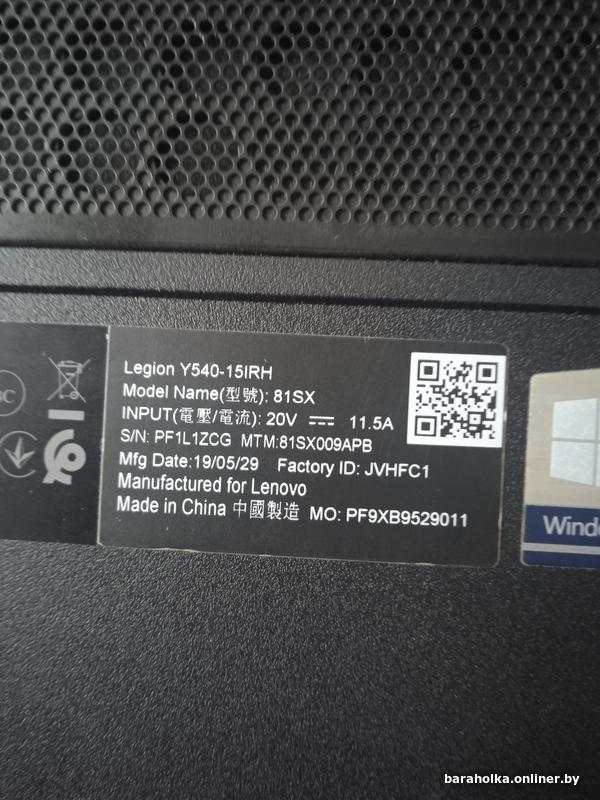 Legion Y540-15IRH
Model Name(型號): 81SX
INPUT(電壓/電流): 20V ⎓ 11.5A
S/N: PF1L1ZCG MTM:81SX009APB
Mfg Date:19/05/29 Factory ID: JVHFC1
Manufactured for Lenovo
Made in China 中國製造 MO: PF9XB9529011
baraholka.onliner.by